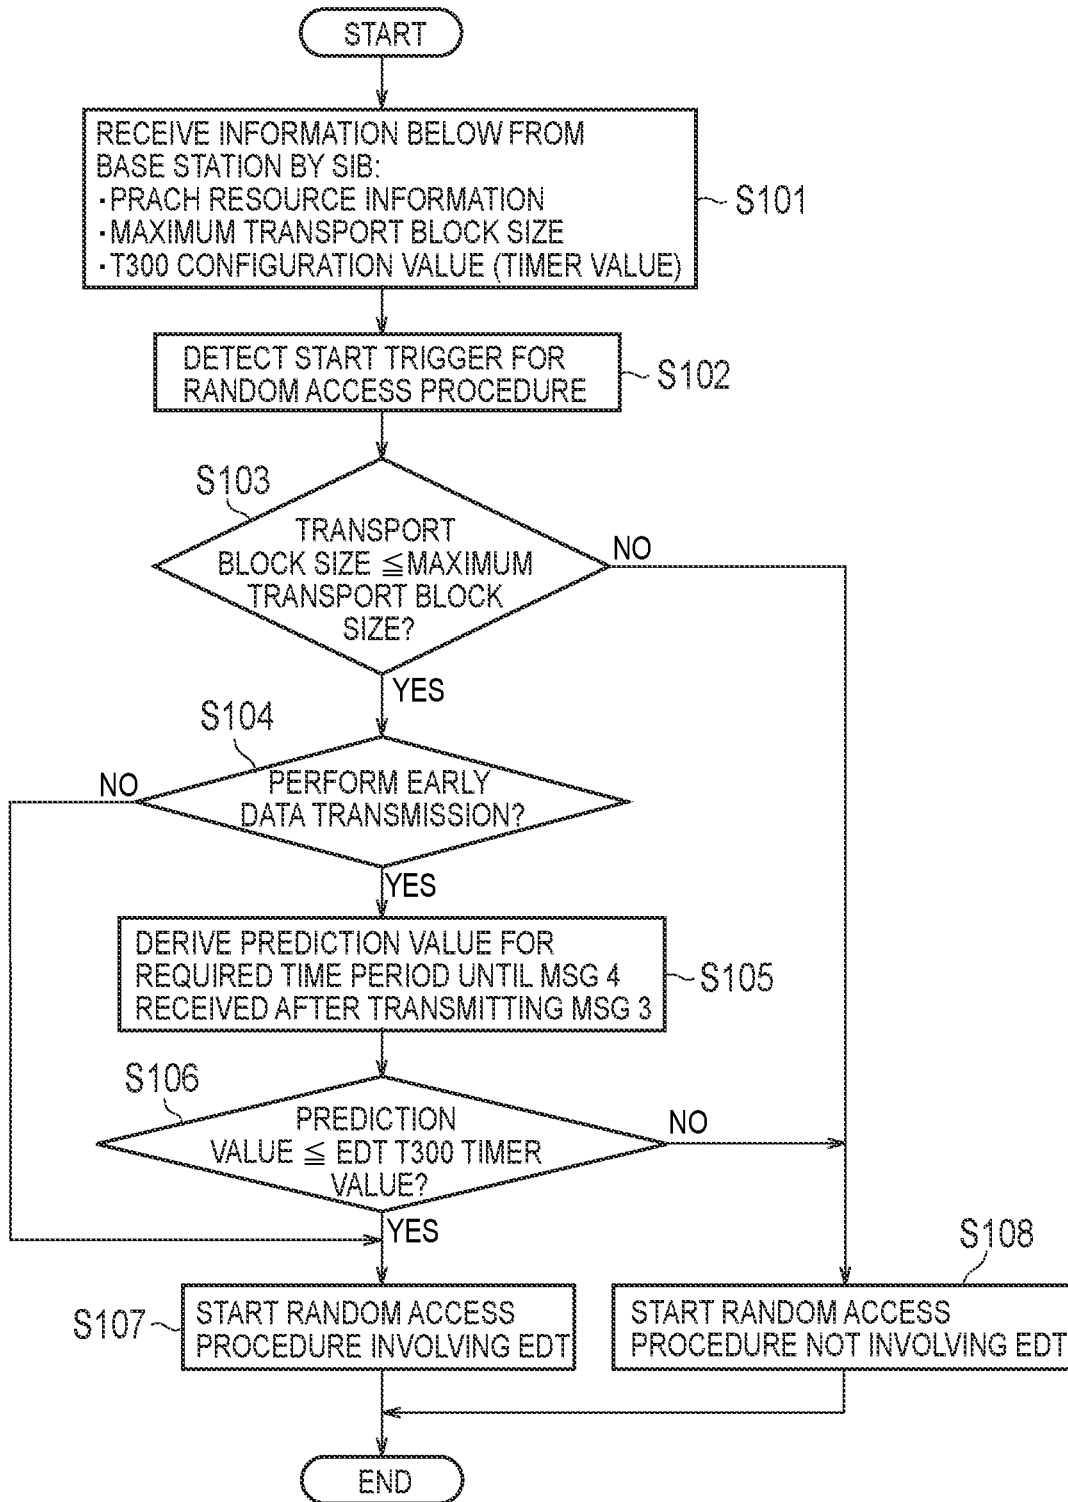 START
RECEIVE INFORMATION BELOW FROM
BASE STATION BY SIB:
・PRACH RESOURCE INFORMATION
・MAXIMUM TRANSPORT BLOCK SIZE
・T300 CONFIGURATION VALUE (TIMER VALUE)
S101
DETECT START TRIGGER FOR
RANDOM ACCESS PROCEDURE
S102
S103
TRANSPORT
BLOCK SIZE ≦MAXIMUM
TRANSPORT BLOCK
SIZE?
NO
YES
S104
NO
PERFORM EARLY
DATA TRANSMISSION?
YES
DERIVE PREDICTION VALUE FOR
REQUIRED TIME PERIOD UNTIL MSG 4
RECEIVED AFTER TRANSMITTING MSG 3
S105
S106
PREDICTION
VALUE ≦ EDT T300 TIMER
VALUE?
NO
YES
S107
START RANDOM ACCESS
PROCEDURE INVOLVING EDT
S108
START RANDOM ACCESS
PROCEDURE NOT INVOLVING EDT
END